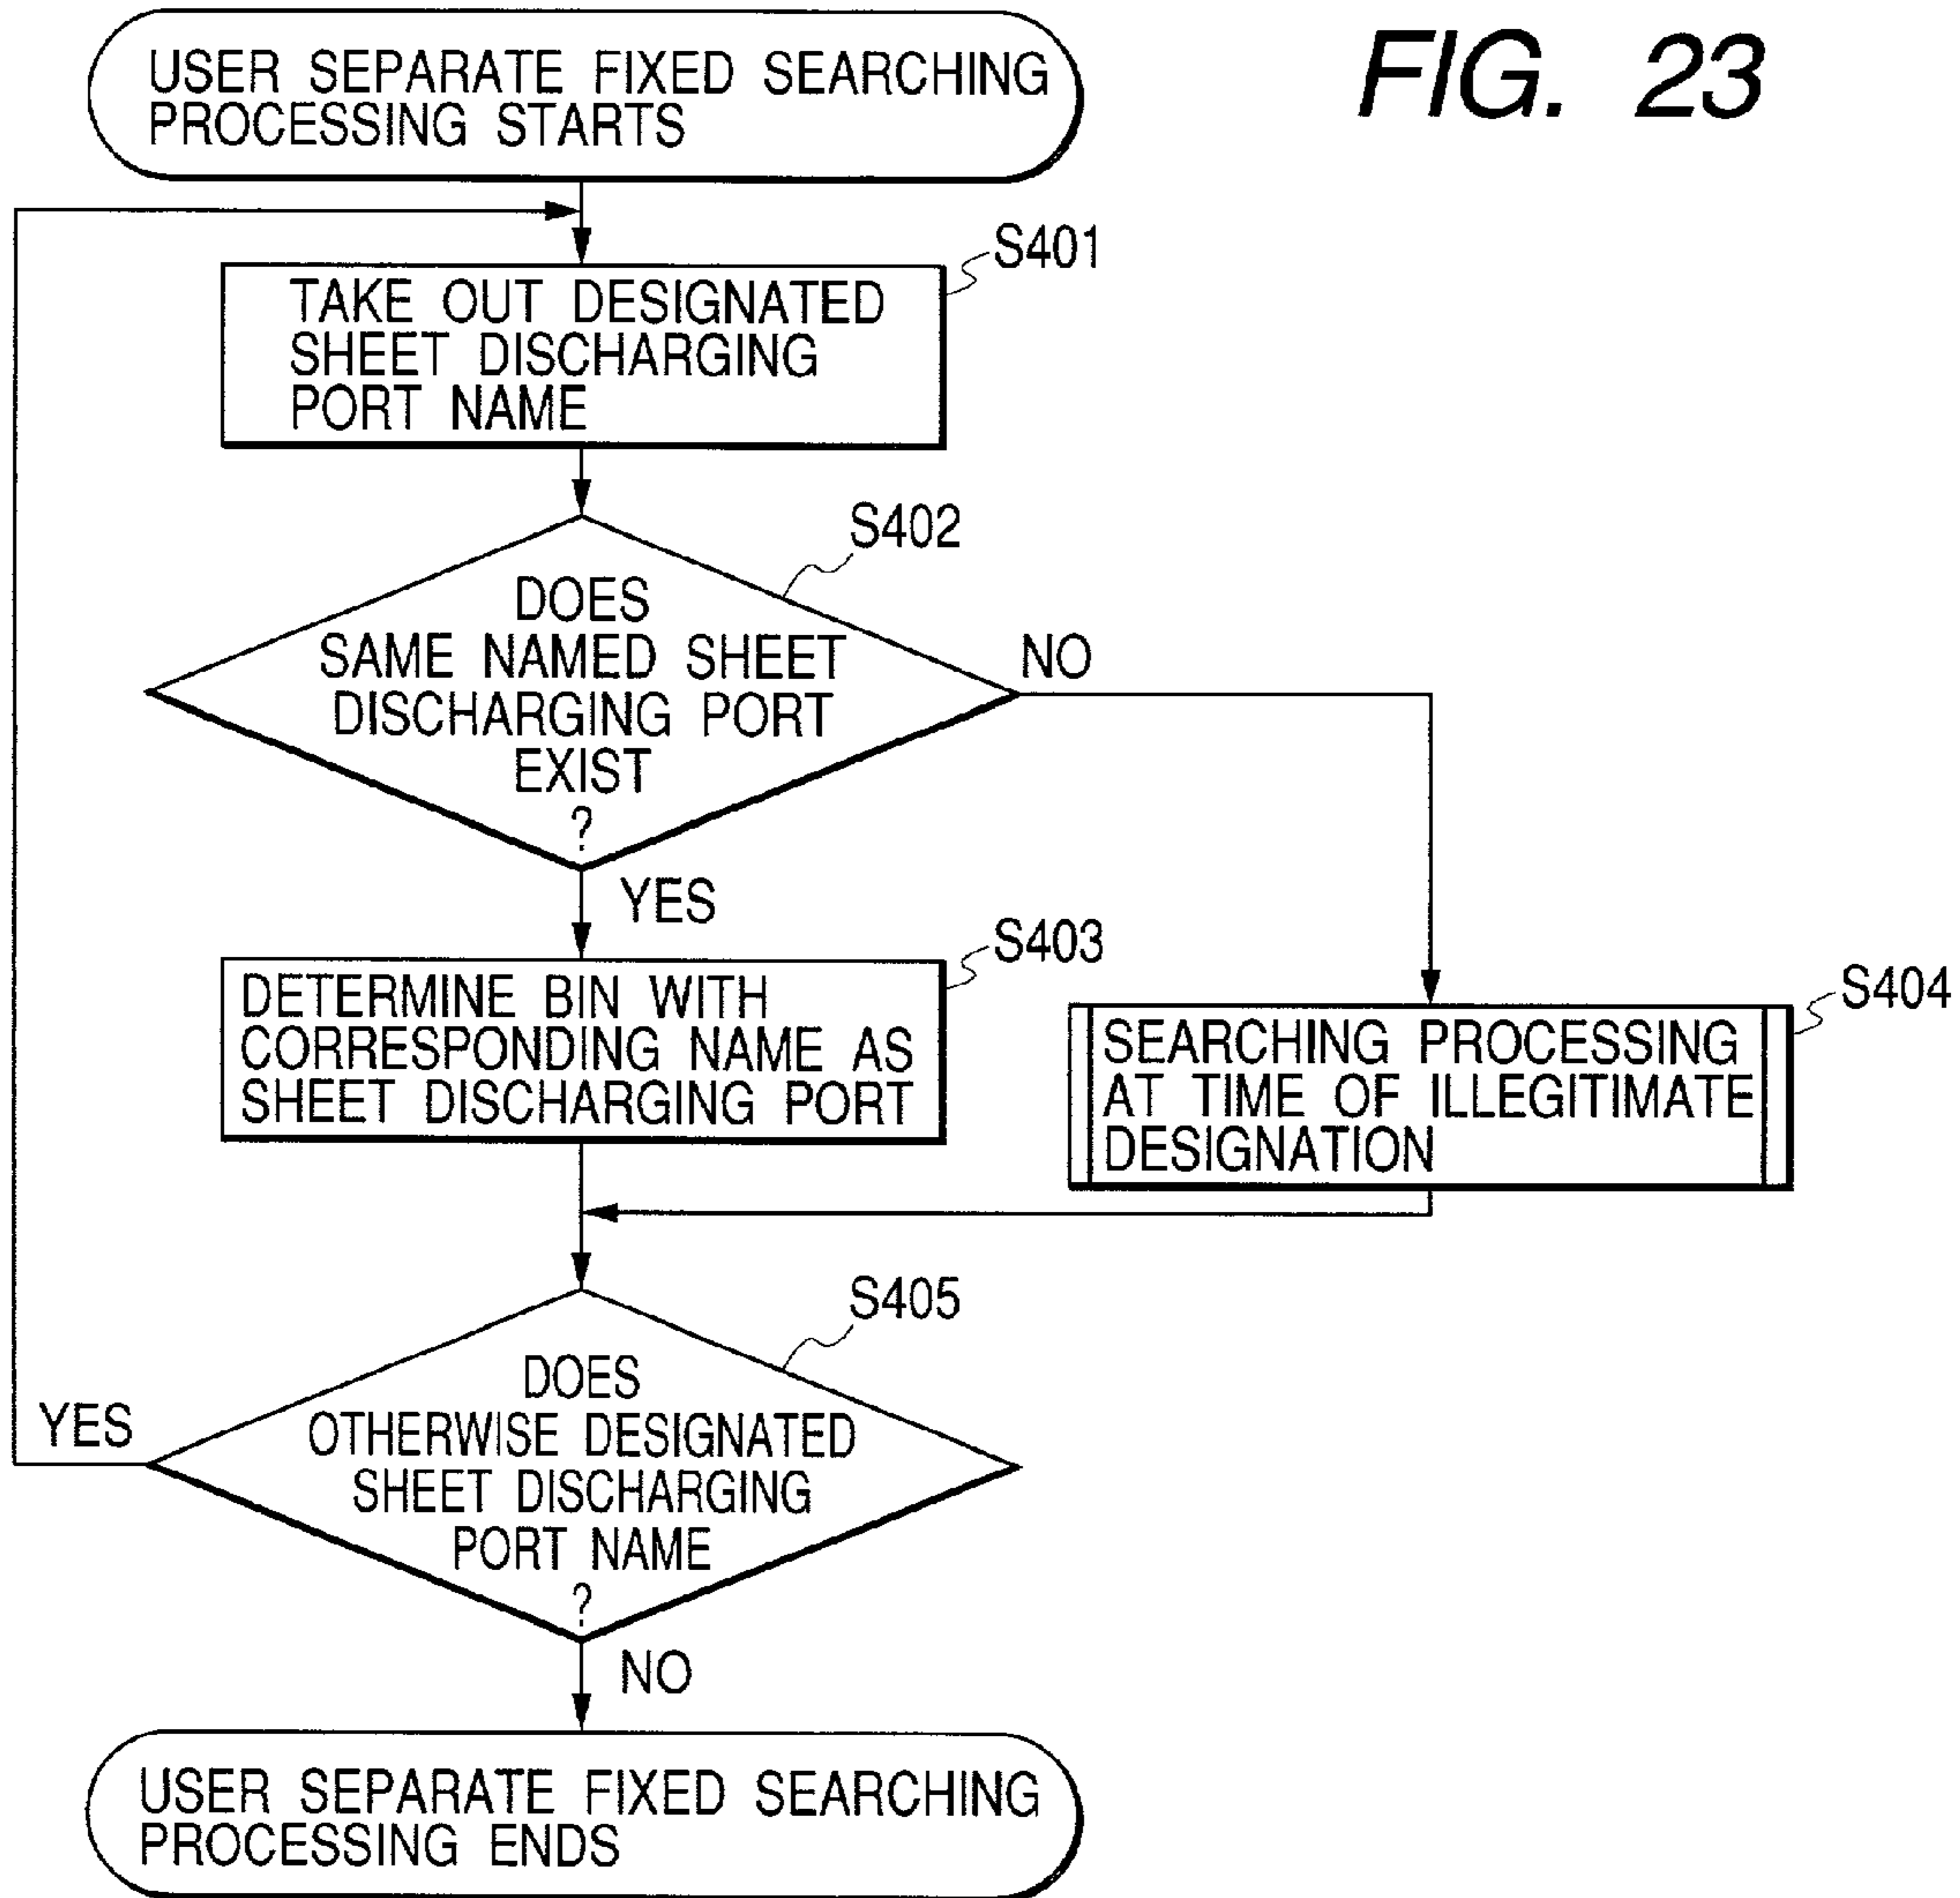 FIG. 23
USER SEPARATE FIXED SEARCHING
PROCESSING STARTS
S401
TAKE OUT DESIGNATED
SHEET DISCHARGING
PORT NAME
S402
DOES
SAME NAMED SHEET
DISCHARGING PORT
EXIST
?
NO
YES
S403
DETERMINE BIN WITH
CORRESPONDING NAME AS
SHEET DISCHARGING PORT
S404
SEARCHING PROCESSING
AT TIME OF ILLEGITIMATE
DESIGNATION
S405
DOES
OTHERWISE DESIGNATED
SHEET DISCHARGING
PORT NAME
?
YES
NO
USER SEPARATE FIXED SEARCHING
PROCESSING ENDS